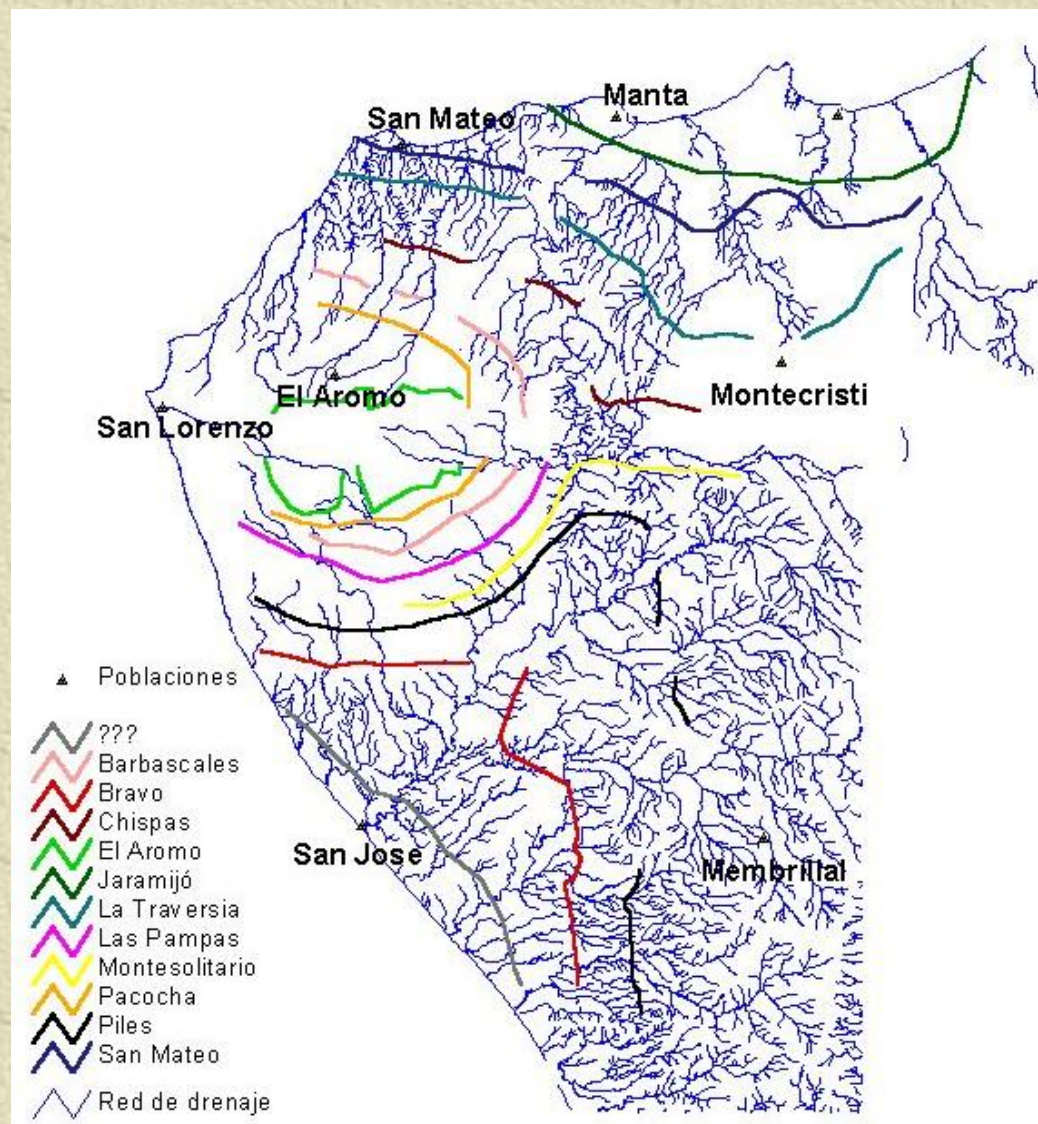 Manta
San Mateo
El Aromo
Montecristi
San Lorenzo
San Jose
Membrillal
Poblaciones
???
Barbascales
Bravo
Chispas
El Aromo
Jaramijó
La Traversia
Las Pampas
Montesolitario
Pacocha
Piles
San Mateo
Red de drenaje